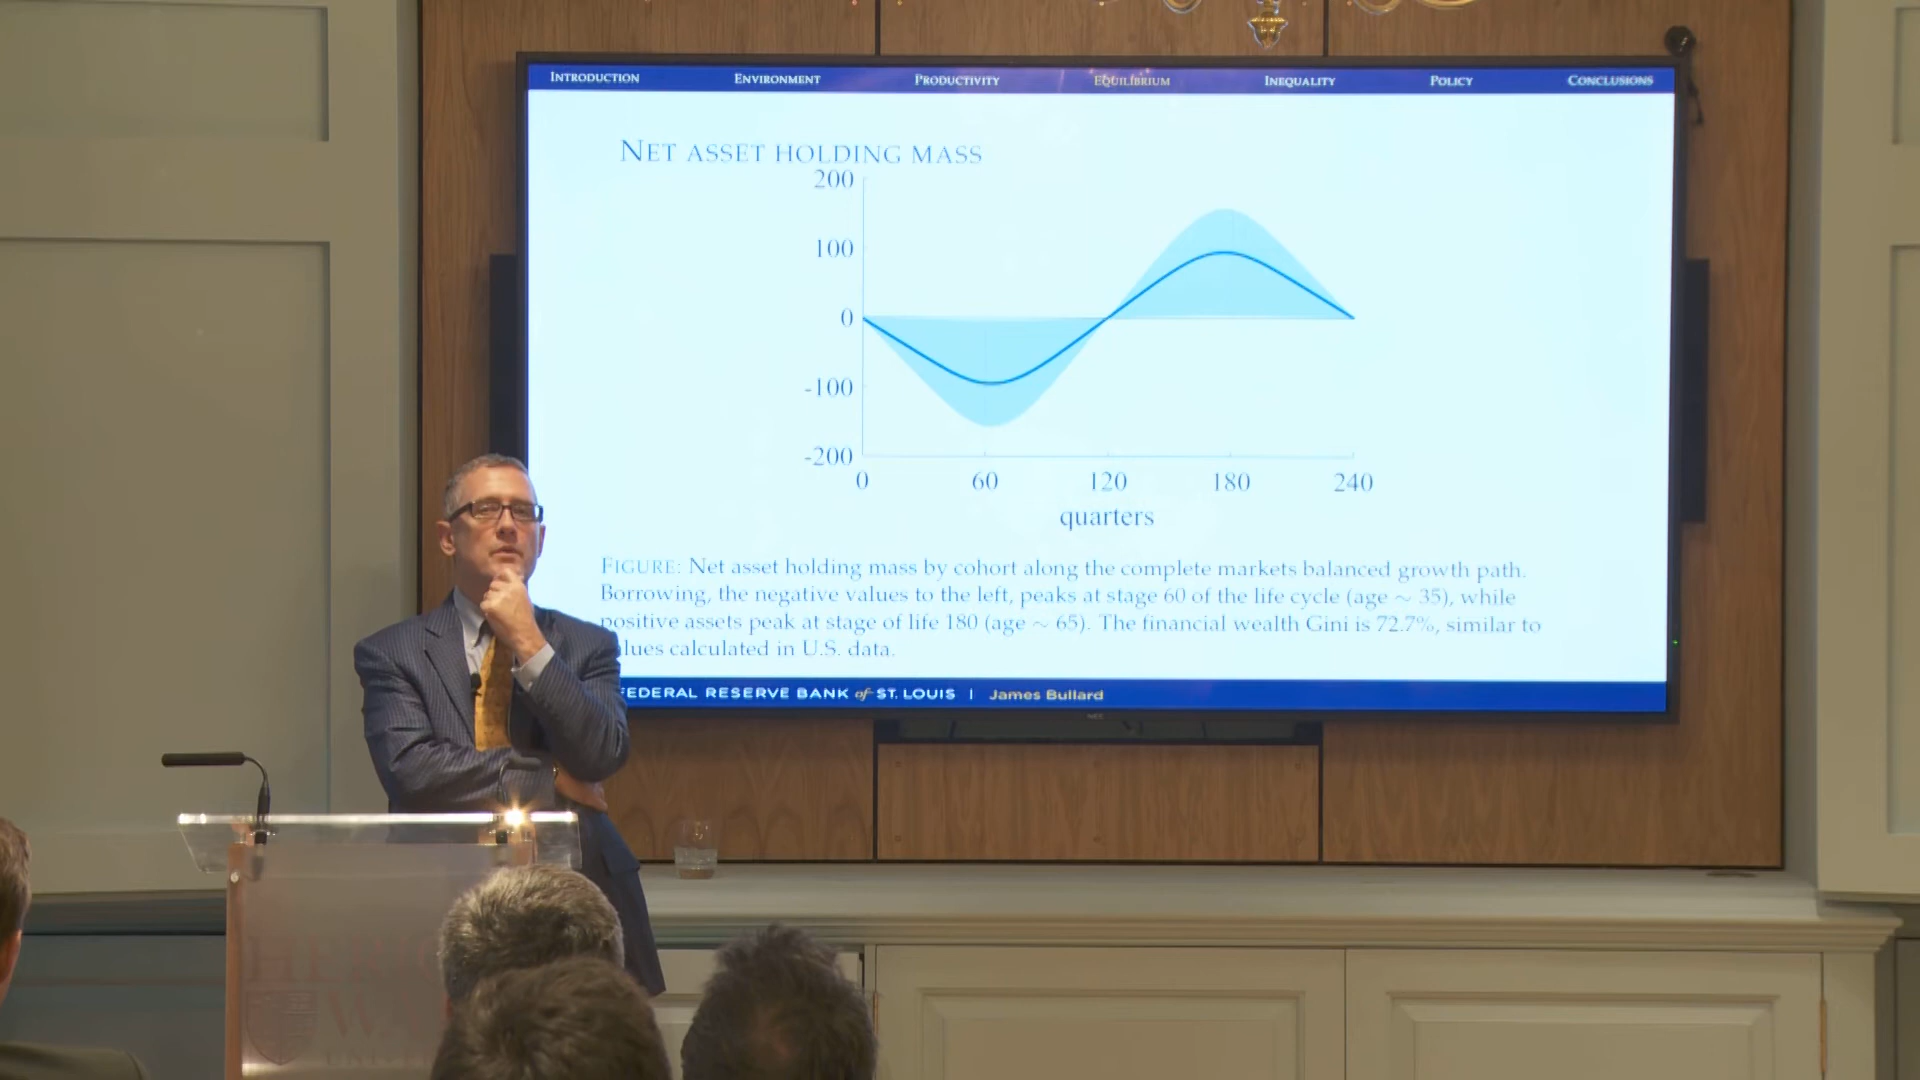 INTRODUCTION ENVIRONMENT PRODUCTIVITY EQUILIBRIUM INEQUALITY POLICY CONCLUSIONS
NET ASSET HOLDING MASS
200
100
0
-100
-200
0 60 120 180 240
quarters
FIGURE: Net asset holding mass by cohort along the complete markets balanced growth path.
Borrowing, the negative values to the left, peaks at stage 60 of the life cycle (age ~ 35), while
positive assets peak at stage of life 180 (age ~ 65). The financial wealth Gini is 72.7%, similar to
alues calculated in U.S. data.
FEDERAL RESERVE BANK of ST. LOUIS | James Bullard
NEC
HERIO
WA